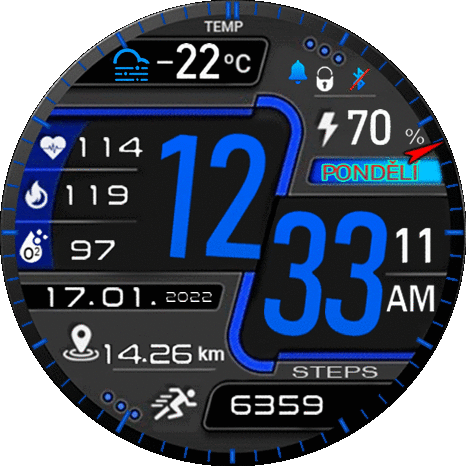 TEMP
-22°C
70 %
PONDĚLÍ
114
119
O2 97
12
33
11
AM
17.01. 2022
14.26 km
STEPS
6359